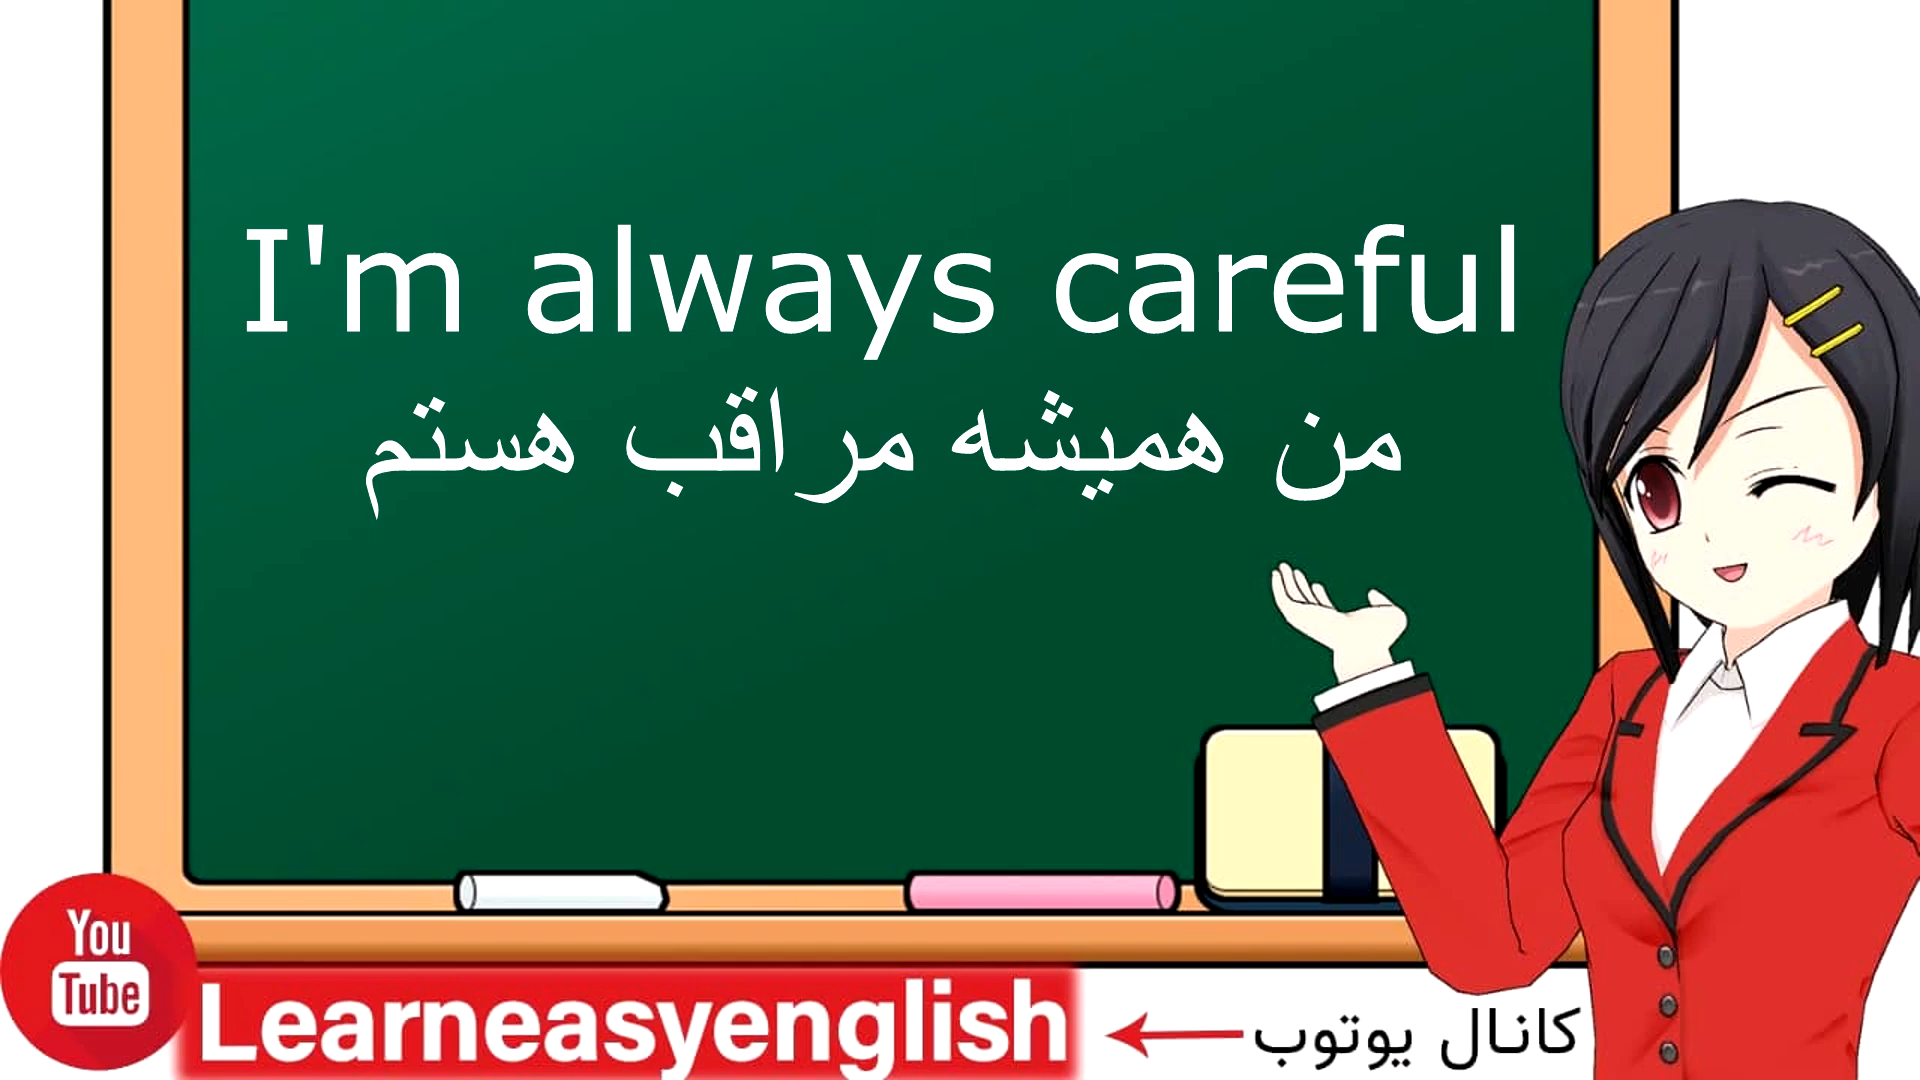 I'm always careful
من همیشه مراقب هستم
You
Tube
Learneasyenglish
کانال یوتوب